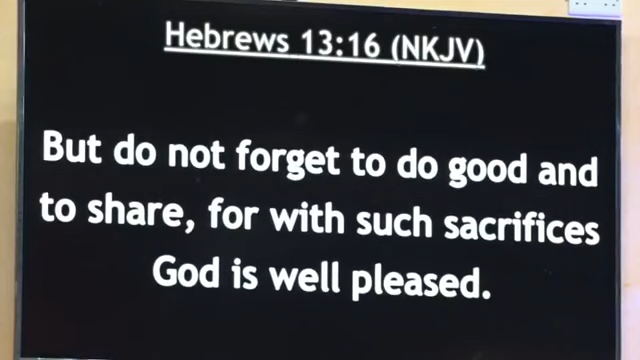 Hebrews 13:16 (NKJV)
But do not forget to do good and
to share, for with such sacrifices
God is well pleased.